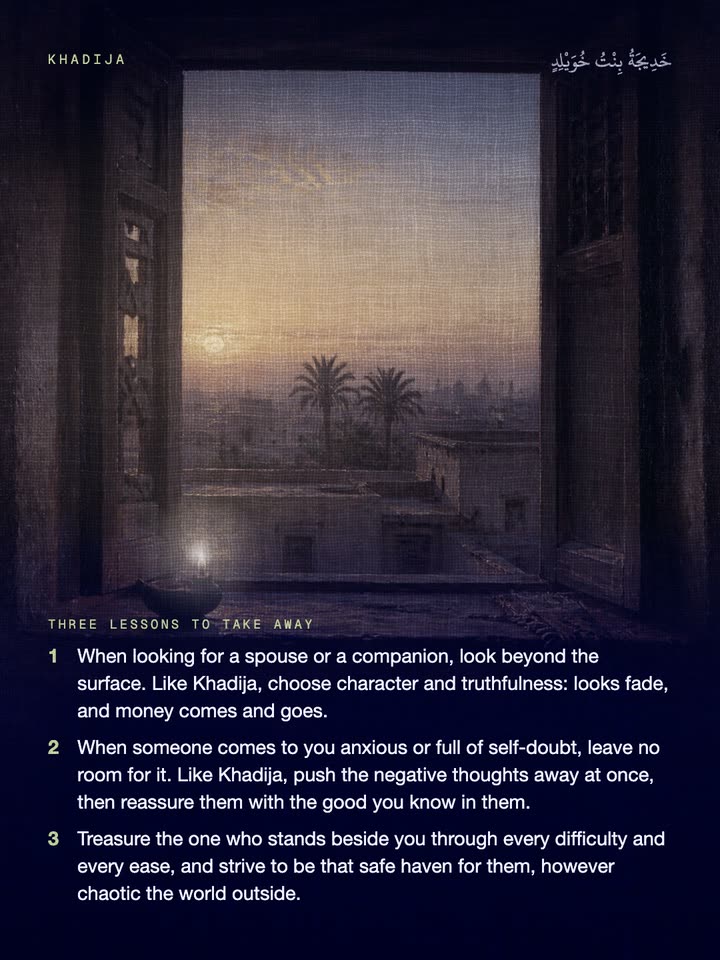 KHADIJA
خَدِيجَةُ بِنْتُ خُوَيْلِدٍ
THREE LESSONS TO TAKE AWAY
1 When looking for a spouse or a companion, look beyond the
surface. Like Khadija, choose character and truthfulness: looks fade,
and money comes and goes.
2 When someone comes to you anxious or full of self-doubt, leave no
room for it. Like Khadija, push the negative thoughts away at once,
then reassure them with the good you know in them.
3 Treasure the one who stands beside you through every difficulty and
every ease, and strive to be that safe haven for them, however
chaotic the world outside.